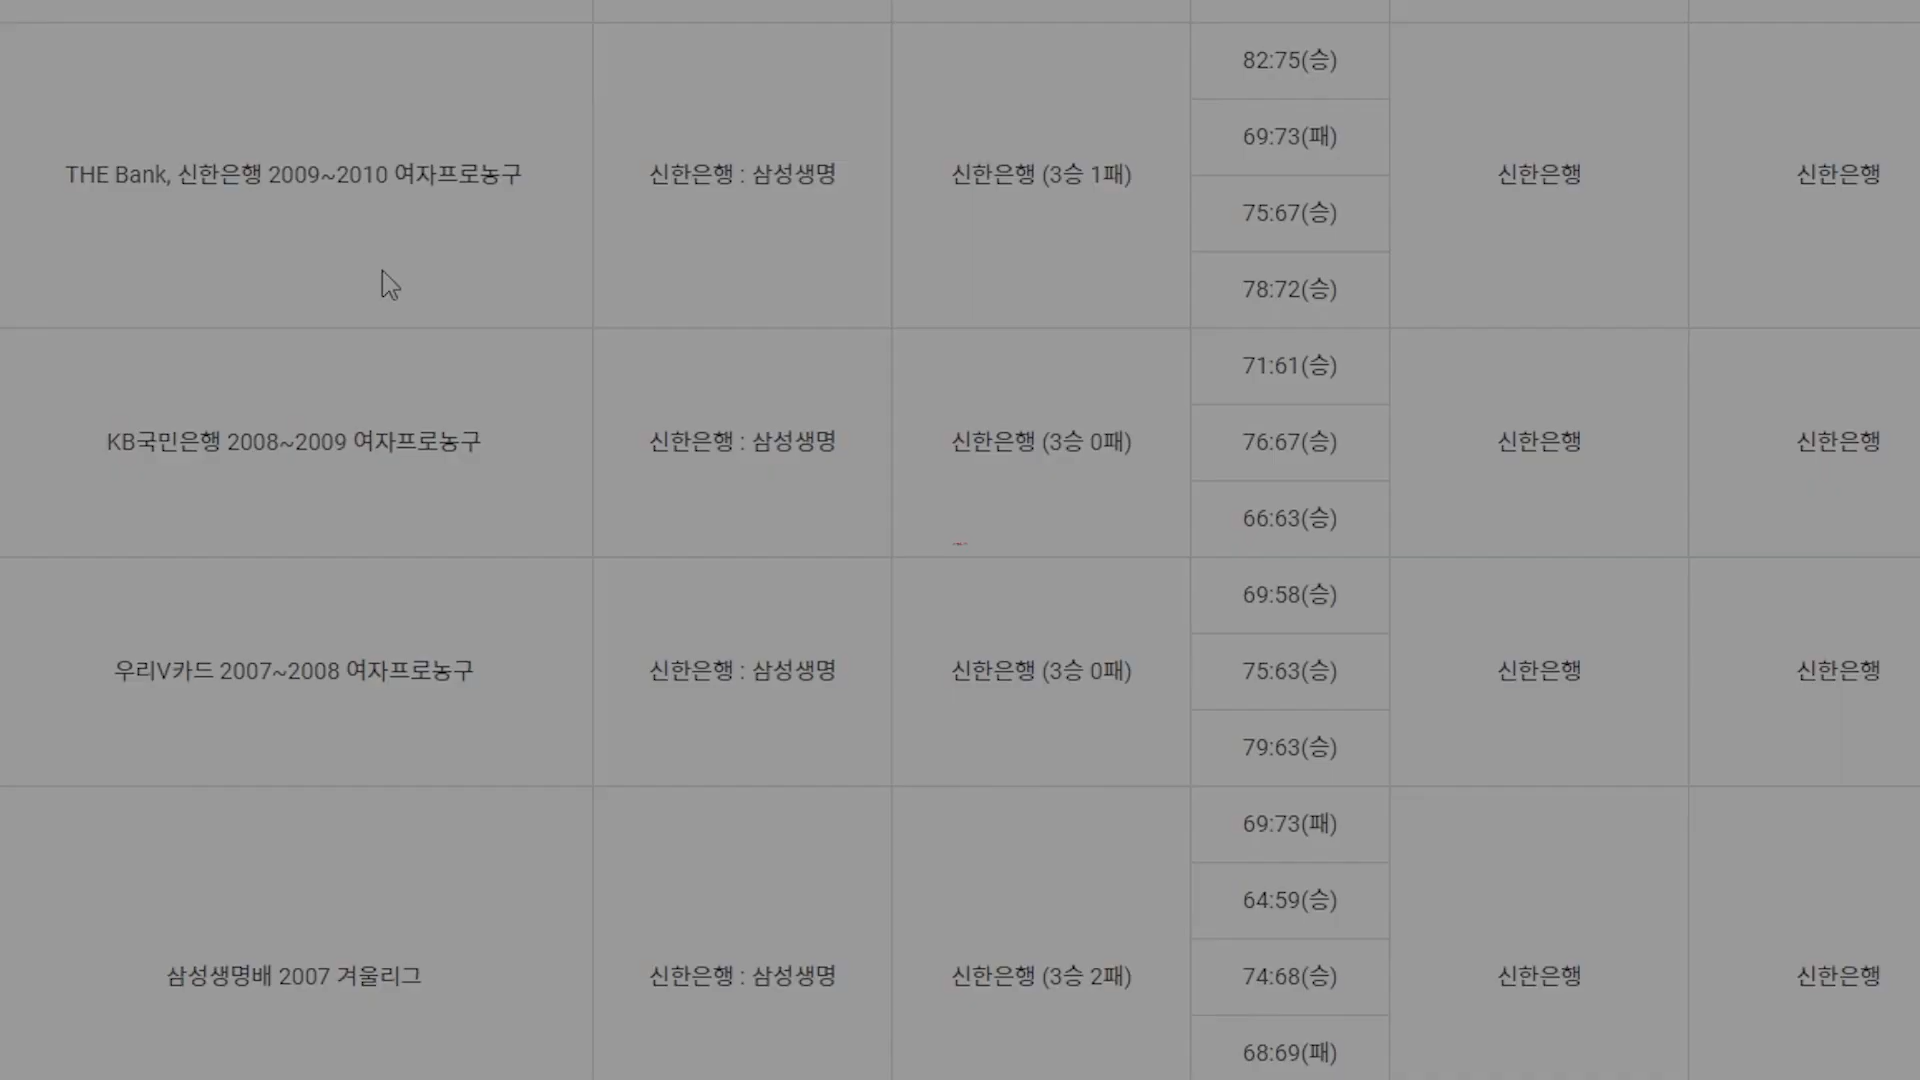 82:75(승)
69:73(패)
THE Bank, 신한은행 2009~2010 여자프로농구 신한은행 : 삼성생명 신한은행 (3승 1패) 신한은행 신한은행
75:67(승)
78:72(승)
71:61(승)
KB국민은행 2008~2009 여자프로농구 신한은행 : 삼성생명 신한은행 (3승 0패) 76:67(승) 신한은행 신한은행
66:63(승)
69:58(승)
우리V카드 2007~2008 여자프로농구 신한은행 : 삼성생명 신한은행 (3승 0패) 75:63(승) 신한은행 신한은행
79:63(승)
69:73(패)
64:59(승)
삼성생명배 2007 겨울리그 신한은행 : 삼성생명 신한은행 (3승 2패) 74:68(승) 신한은행 신한은행
68:69(패)